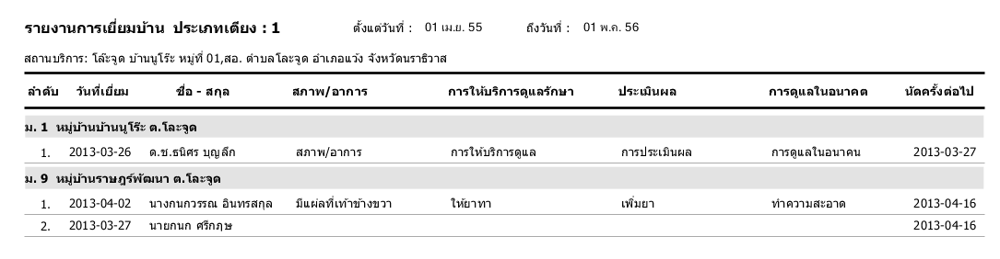 รายงานการเยี่ยมบ้าน ประเภทเตียง : 1 ตั้งแต่วันที่ : 01 เม.ย. 55 ถึงวันที่ : 01 พ.ค. 56
สถานบริการ: โล๊ะจูด บ้านนูโร๊ะ หมู่ที่ 01,สอ. ตำบลโละจูด อำเภอแว้ง จังหวัดนราธิวาส
ลำดับ วันที่เยี่ยม ชื่อ - สกุล สภาพ/อาการ การให้บริการดูแลรักษา ประเมินผล การดูแลในอนาคต นัดครั้งต่อไป
ม. 1 หมู่บ้านบ้านนูโร๊ะ ต.โละจูด
1. 2013-03-26 ด.ช.ธนิศร บุญลึก สภาพ/อาการ การให้บริการดูแล การประเมินผล การดูแลในอนาคน 2013-03-27
ม. 9 หมู่บ้านราษฎร์พัฒนา ต.โละจูด
1. 2013-04-02 นางกนกวรรณ อินทรสกุล มีแผลที่เท้าข้างขวา ให้ยาทา เพิ่มยา ทำความสะอาด 2013-04-16
2. 2013-03-27 นายกนก ศรีกฤษ 2013-04-16